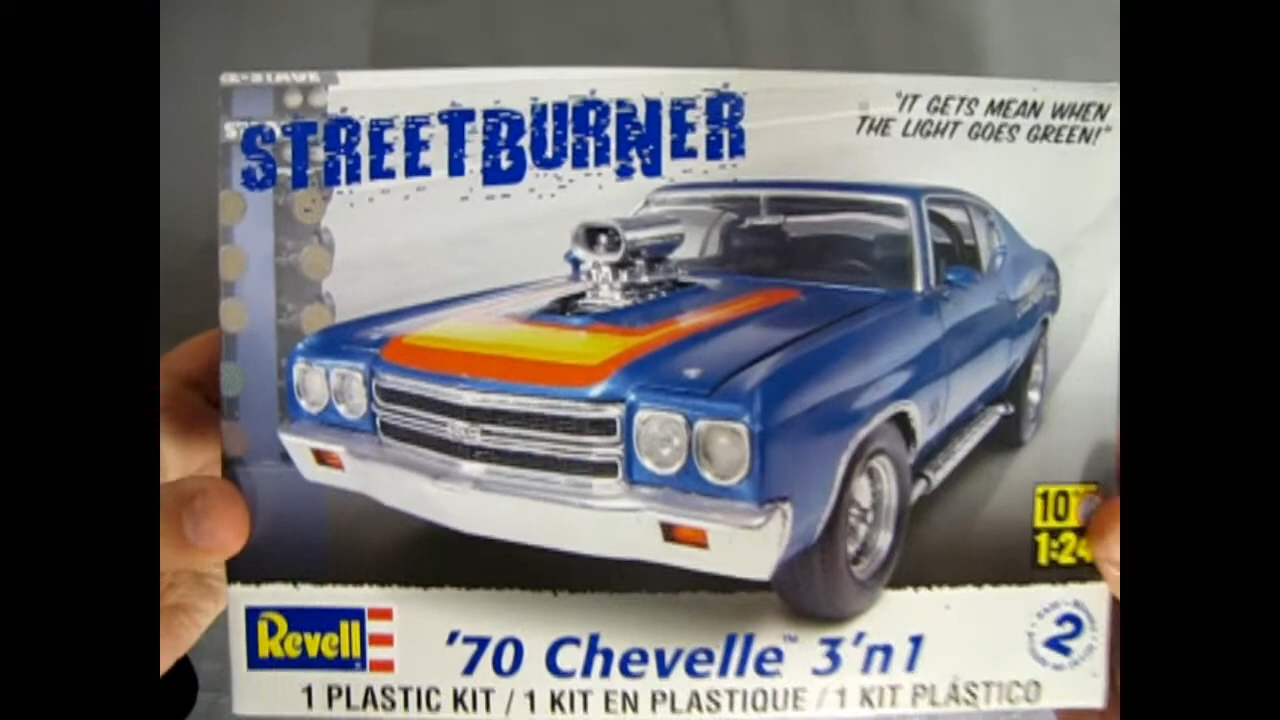 STREETBURNER
"IT GETS MEAN WHEN
THE LIGHT GOES GREEN!"
10
1:24
Revell
'70 Chevelle™ 3'n1
2
1 PLASTIC KIT / 1 KIT EN PLASTIQUE / 1 KIT PLÁSTICO